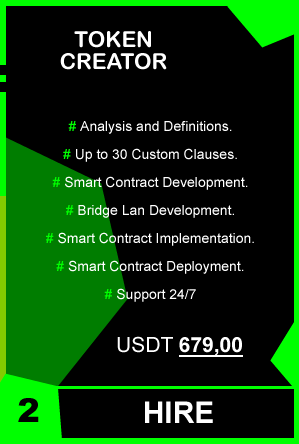 TOKEN
CREATOR
# Analysis and Definitions.
# Up to 30 Custom Clauses.
# Smart Contract Development.
# Bridge Lan Development.
# Smart Contract Implementation.
# Smart Contract Deployment.
# Support 24/7
USDT 679,00
2
HIRE